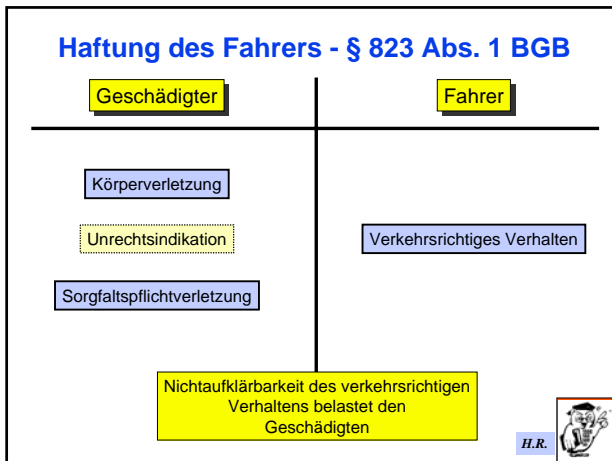 Haftung des Fahrers - § 823 Abs. 1 BGB
Geschädigter
Fahrer
Körperverletzung
Unrechtsindikation
Verkehrsrichtiges Verhalten
Sorgfaltspflichtverletzung
Nichtaufklärbarkeit des verkehrsrichtigen
Verhaltens belastet den
Geschädigten
H.R.